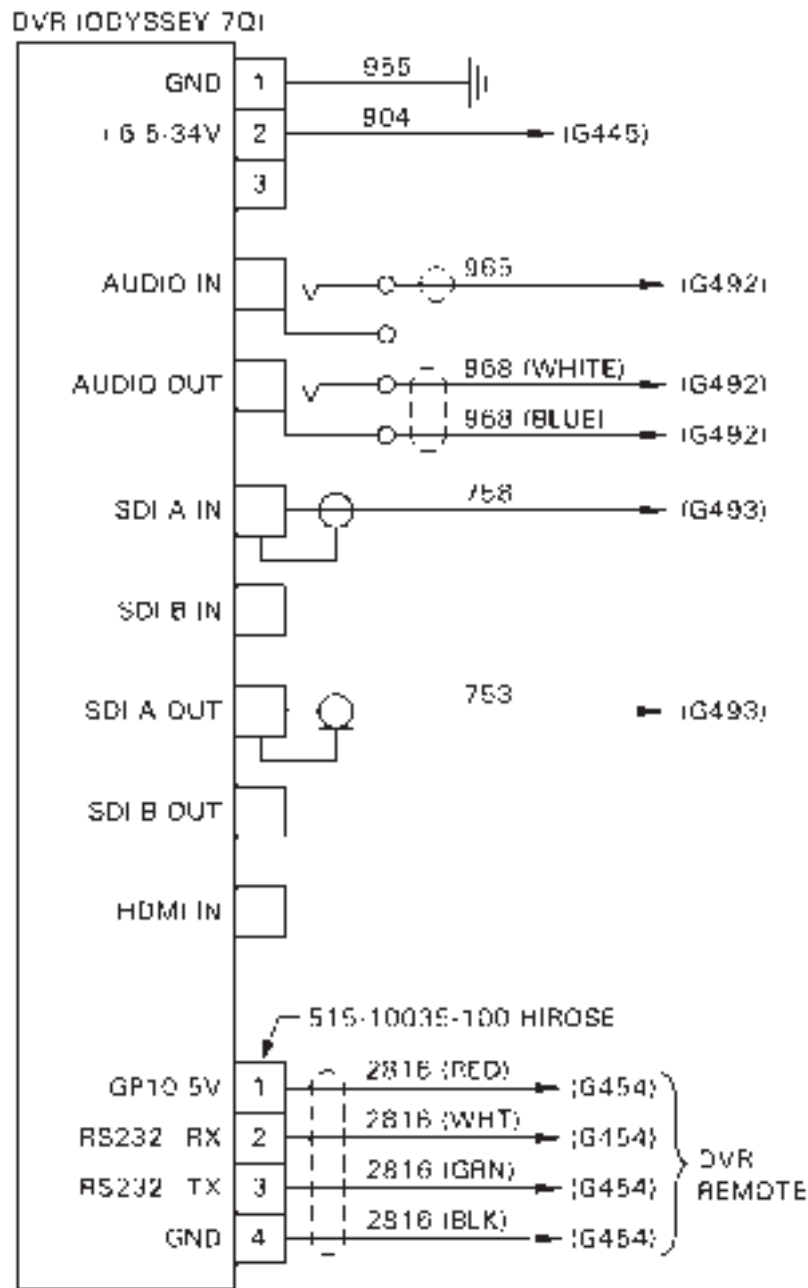 DVR (ODYSSEY 7Q)
GND 1 955
+6.5-34V 2 904 (G445)
3
AUDIO IN 965 (G492)
AUDIO OUT 968 (WHITE) (G492)
968 (BLUE) (G492)
SDI A IN 758 (G493)
SDI B IN
SDI A OUT 753 (G493)
SDI B OUT
HDMI IN
515-10035-100 HIROSE
GP10 5V 1 2816 (RED) (G454)
RS232 RX 2 2816 (WHT) (G454)
RS232 TX 3 2816 (GRN) (G454)
GND 4 2816 (BLK) (G454)
DVR
REMOTE